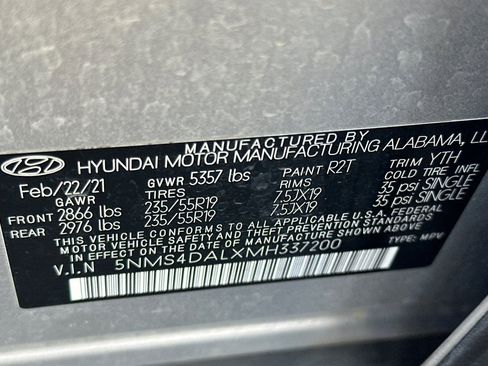 MANUFACTURED BY
HYUNDAI MOTOR MANUFACTURING ALABAMA, LL
Feb/22/21 GVWR 5357 lbs PAINT R2T TRIM YTH
GAWR TIRES RIMS COLD TIRE INFL
FRONT 2866 lbs 235/55R19 7.5JX19 35 psi SINGLE
REAR 2976 lbs 235/55R19 7.5JX19 35 psi SINGLE
THIS VEHICLE CONFORMS TO ALL APPLICABLE U.S.A. FEDERAL
MOTOR VEHICLE SAFETY AND THEFT PREVENTION STANDARDS
IN EFFECT ON THE DATE OF MANUFACTURE SHOWN ABOVE
V.I.N 5NMS4DALXMH337200 TYPE: MPV